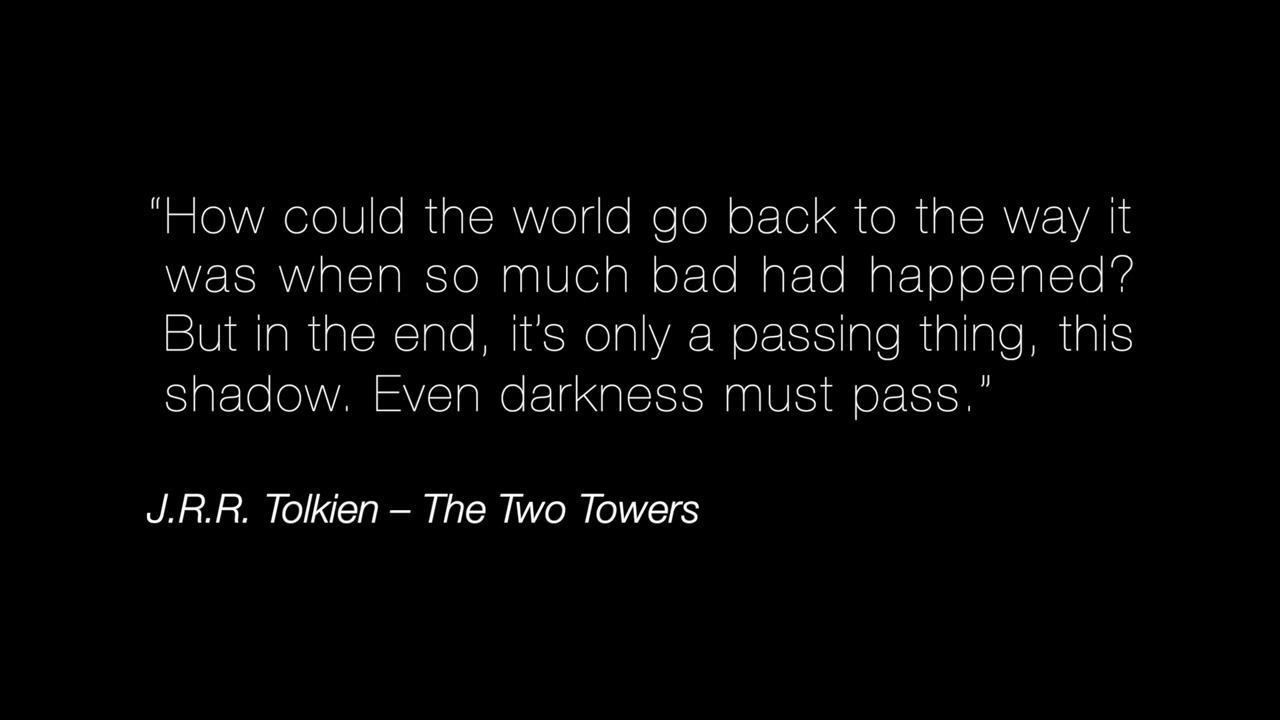 “How could the world go back to the way it
was when so much bad had happened?
But in the end, it’s only a passing thing, this
shadow. Even darkness must pass.”
J.R.R. Tolkien – The Two Towers